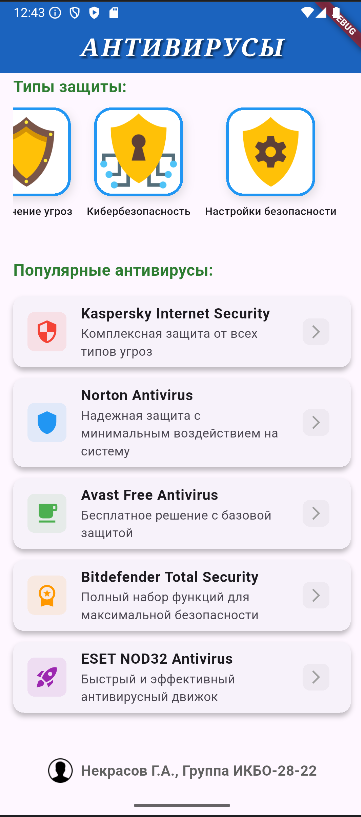 12:43
DEBUG
АНТИВИРУСЫ
Типы защиты:
нение угроз Кибербезопасность Настройки безопасности
Популярные антивирусы:
Kaspersky Internet Security
Комплексная защита от всех
типов угроз
Norton Antivirus
Надежная защита с
минимальным воздействием на
систему
Avast Free Antivirus
Бесплатное решение с базовой
защитой
Bitdefender Total Security
Полный набор функций для
максимальной безопасности
ESET NOD32 Antivirus
Быстрый и эффективный
антивирусный движок
Некрасов Г.А., Группа ИКБО-28-22